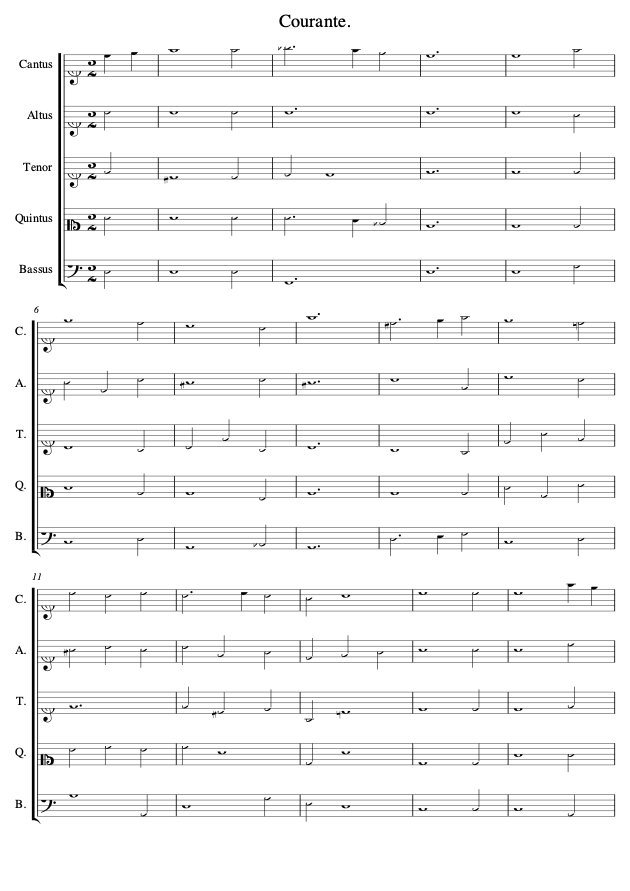 Courante.
Cantus
Altus
Tenor
Quintus
Bassus
6
C.
A.
T.
Q.
B.
11
C.
A.
T.
Q.
B.